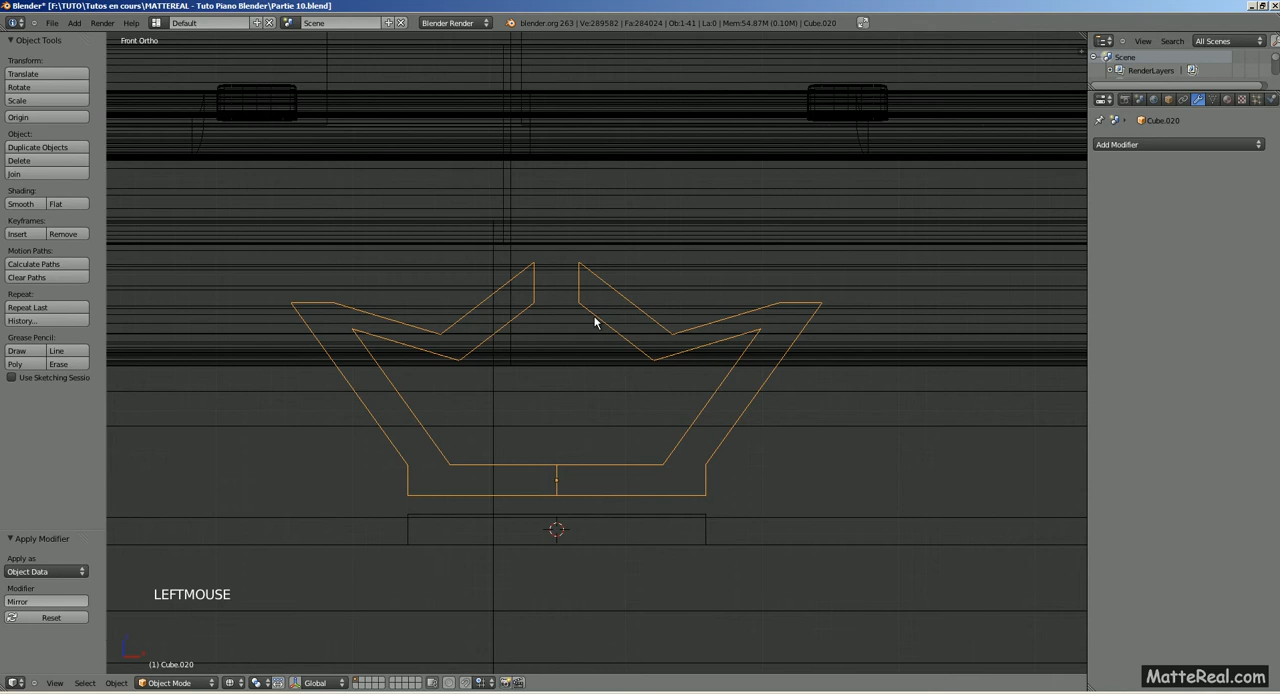 Blender* [F:\TUTO\TUTOs en cours\MATTEREAL - Tuto Piano Blender\Partie 10.blend]
File Add Render Help Default Scene Blender Render blender.org 263 | Ve:289582 | Fa:284024 | Ob:1-41 | La:0 | Mem:54.87M (0.10M) | Cube.020
Object Tools
Front Ortho
View Search All Scenes
Scene
RenderLayers
Transform:
Translate
Rotate
Scale
Origin
Cube.020
Object:
Add Modifier
Duplicate Objects
Delete
Join
Shading:
Smooth Flat
Keyframes:
Insert Remove
Motion Paths:
Calculate Paths
Clear Paths
Repeat:
Repeat Last
History...
Grease Pencil:
Draw Line
Poly Erase
Use Sketching Sessio
Apply Modifier
Apply as
Object Data
Modifier
Mirror
Reset
LEFTMOUSE
(1) Cube.020
View Select Object Object Mode Global
MatteReal.com